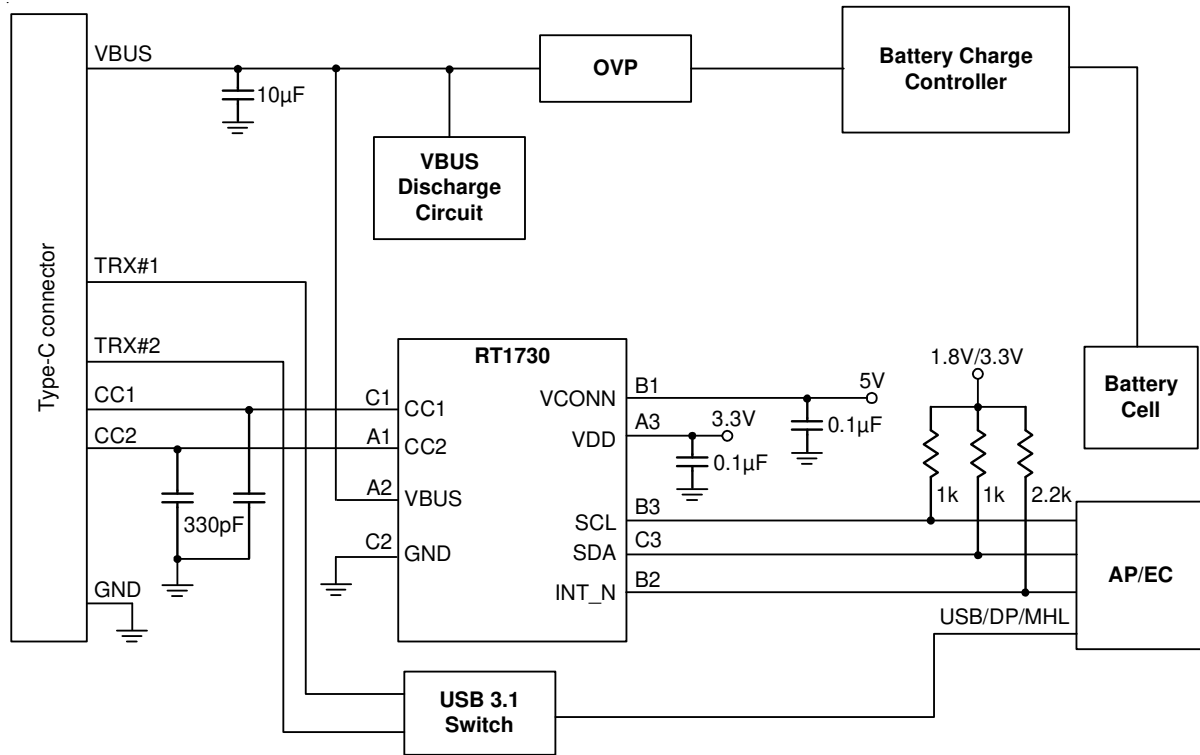 VBUS
10µF
OVP
Battery Charge
Controller
VBUS
Discharge
Circuit
Type-C connector
TRX#1
TRX#2
CC1
CC2
GND
330pF
RT1730
C1
CC1
A1
CC2
A2
VBUS
C2
GND
VCONN
B1
5V
0.1µF
VDD
A3
3.3V
0.1µF
SCL
B3
SDA
C3
INT_N
B2
1.8V/3.3V
1k
1k
2.2k
Battery
Cell
AP/EC
USB/DP/MHL
USB 3.1
Switch